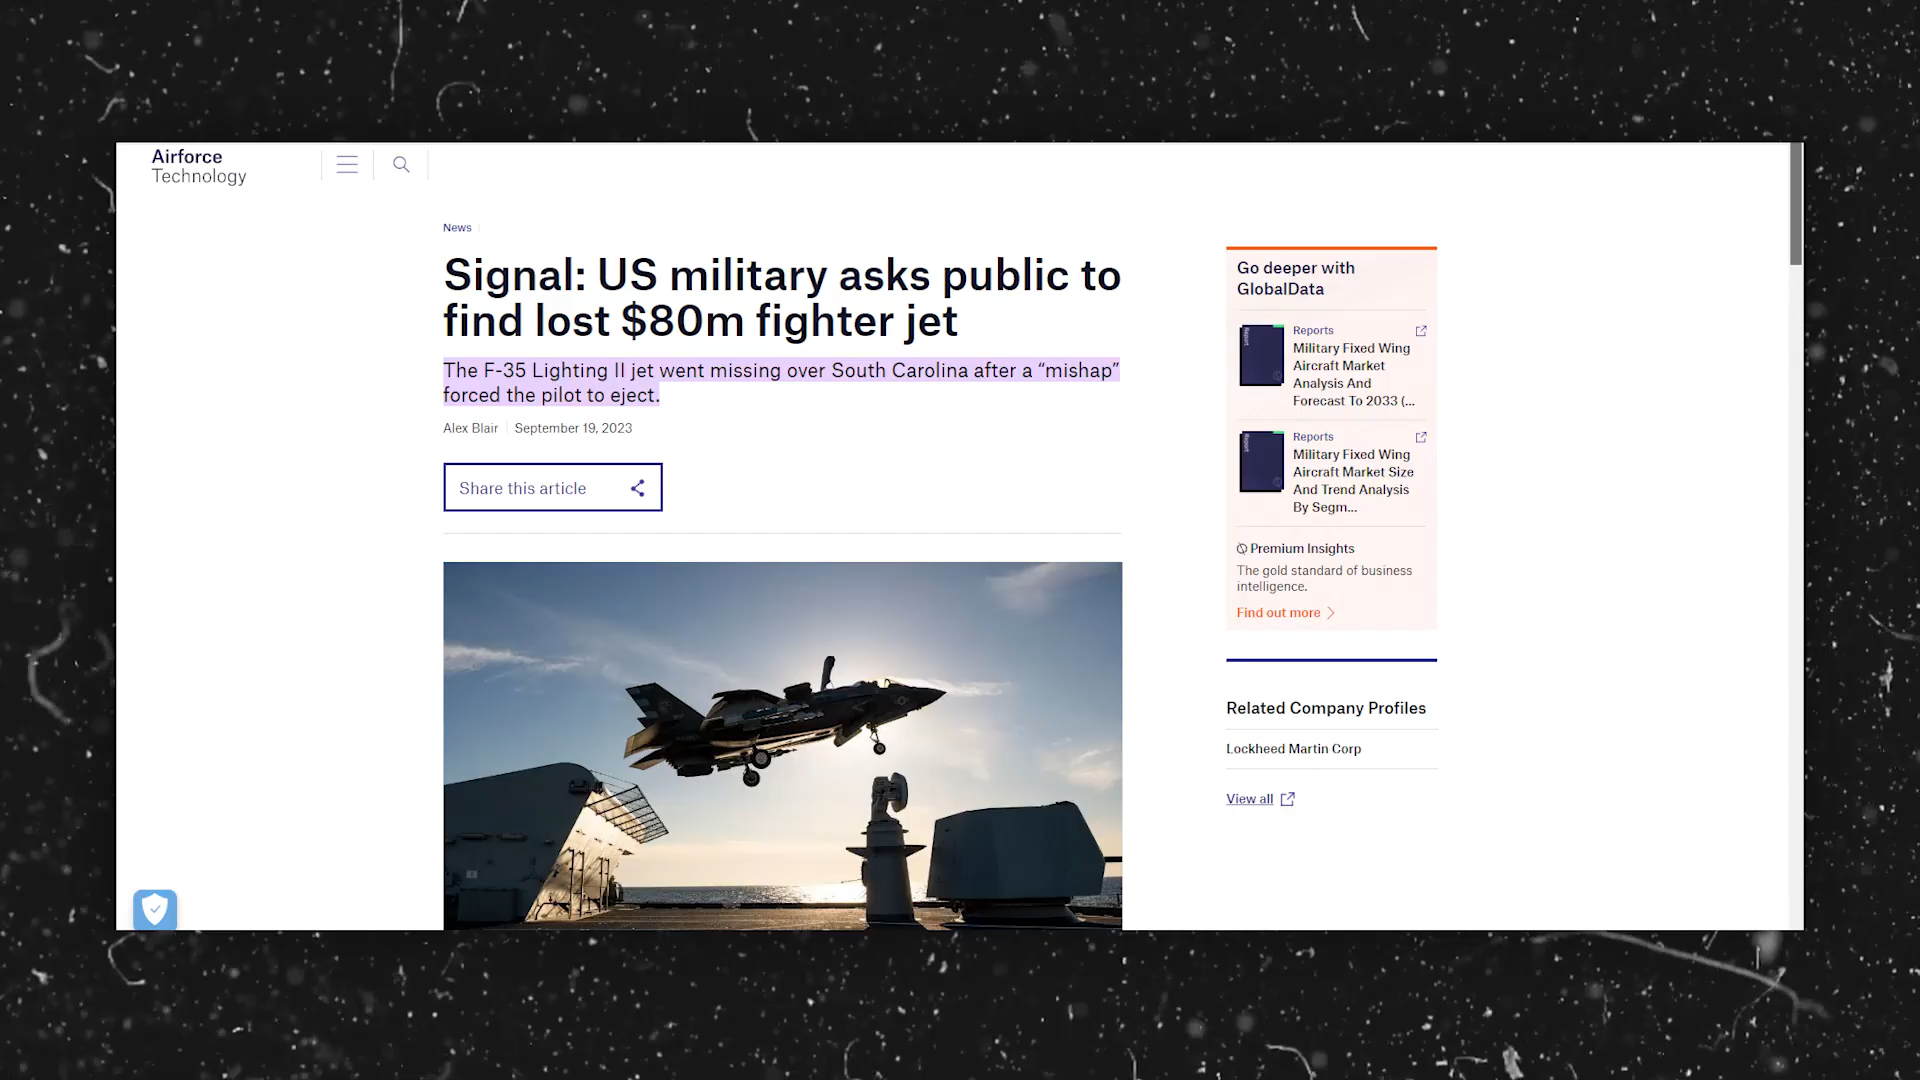 Airforce
Technology
News
Signal: US military asks public to
find lost $80m fighter jet
The F-35 Lighting II jet went missing over South Carolina after a “mishap”
forced the pilot to eject.
Alex Blair
September 19, 2023
Share this article
Go deeper with
GlobalData
Reports
Military Fixed Wing
Aircraft Market
Analysis And
Forecast To 2033 (...
Reports
Military Fixed Wing
Aircraft Market Size
And Trend Analysis
By Segm...
Premium Insights
The gold standard of business
intelligence.
Find out more
Related Company Profiles
Lockheed Martin Corp
View all